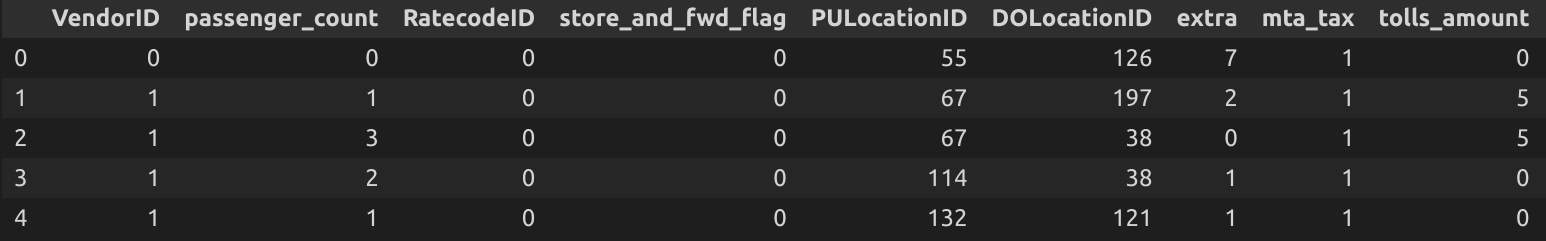 VendorID passenger_count RatecodeID store_and_fwd_flag PULocationID DOLocationID extra mta_tax tolls_amount
0 0 0 0 0 55 126 7 1 0
1 1 1 0 0 67 197 2 1 5
2 1 3 0 0 67 38 0 1 5
3 1 2 0 0 114 38 1 1 0
4 1 1 0 0 132 121 1 1 0